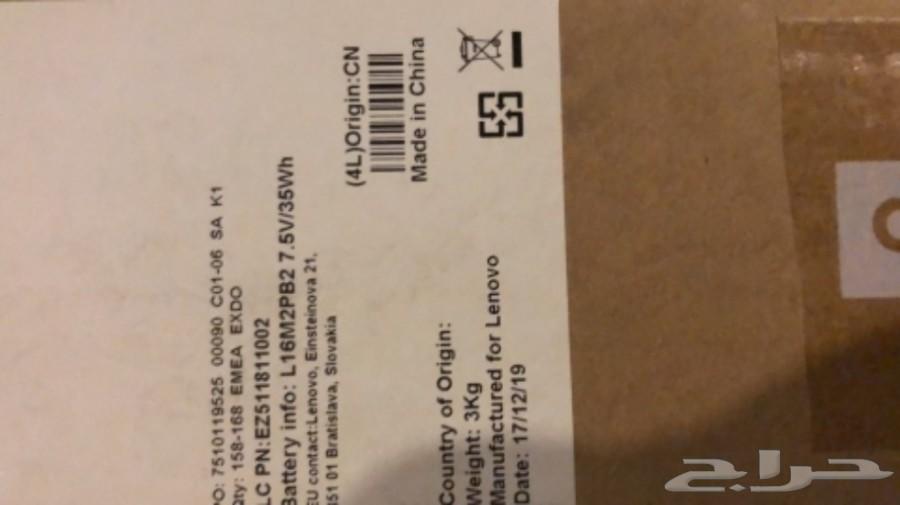 PO: 7510119525 00090 C01-06 SA K1
Qty: 158-168 EMEA EXDO
LC PN:EZ511811002
Battery info: L16M2PB2 7.5V/35Wh
EU contact:Lenovo, Einsteinova 21,
851 01 Bratislava, Slovakia
(4L)Origin:CN
Made in China
Country of Origin:
Weight: 3Kg
Manufactured for Lenovo
Date: 17/12/19
حراج